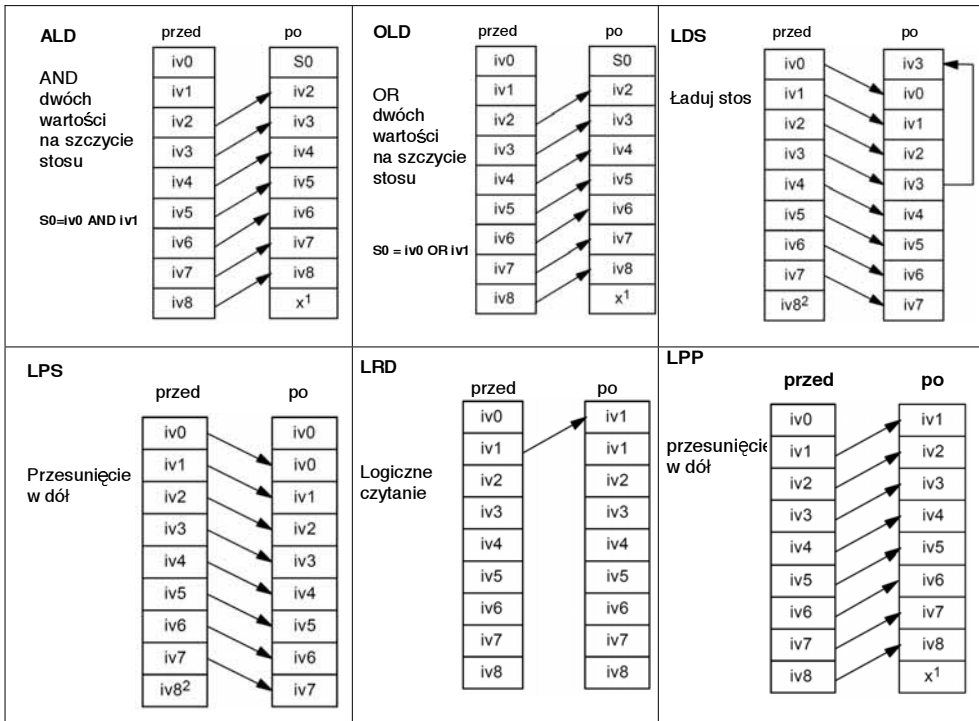 ALD
przed po
AND
dwóch
wartości
na szczycie
stosu
S0=iv0 AND iv1
iv0 S0
iv1 iv2
iv2 iv3
iv3 iv4
iv4 iv5
iv5 iv6
iv6 iv7
iv7 iv8
iv8 x¹
OLD
przed po
OR
dwóch
wartości
na szczycie
stosu
S0 = iv0 OR iv1
iv0 S0
iv1 iv2
iv2 iv3
iv3 iv4
iv4 iv5
iv5 iv6
iv6 iv7
iv7 iv8
iv8 x¹
LDS
przed po
Ładuj stos
iv0 iv3
iv1 iv0
iv2 iv1
iv3 iv2
iv4 iv3
iv5 iv4
iv6 iv5
iv7 iv6
iv8² iv7
LPS
przed po
Przesunięcie
w dół
iv0 iv0
iv1 iv0
iv2 iv1
iv3 iv2
iv4 iv3
iv5 iv4
iv6 iv5
iv7 iv6
iv8² iv7
LRD
przed po
Logiczne
czytanie
iv0 iv1
iv1 iv1
iv2 iv2
iv3 iv3
iv4 iv4
iv5 iv5
iv6 iv6
iv7 iv7
iv8 iv8
LPP
przed po
przesunięcie
w dół
iv0 iv1
iv1 iv2
iv2 iv3
iv3 iv4
iv4 iv5
iv5 iv6
iv6 iv7
iv7 iv8
iv8 x¹